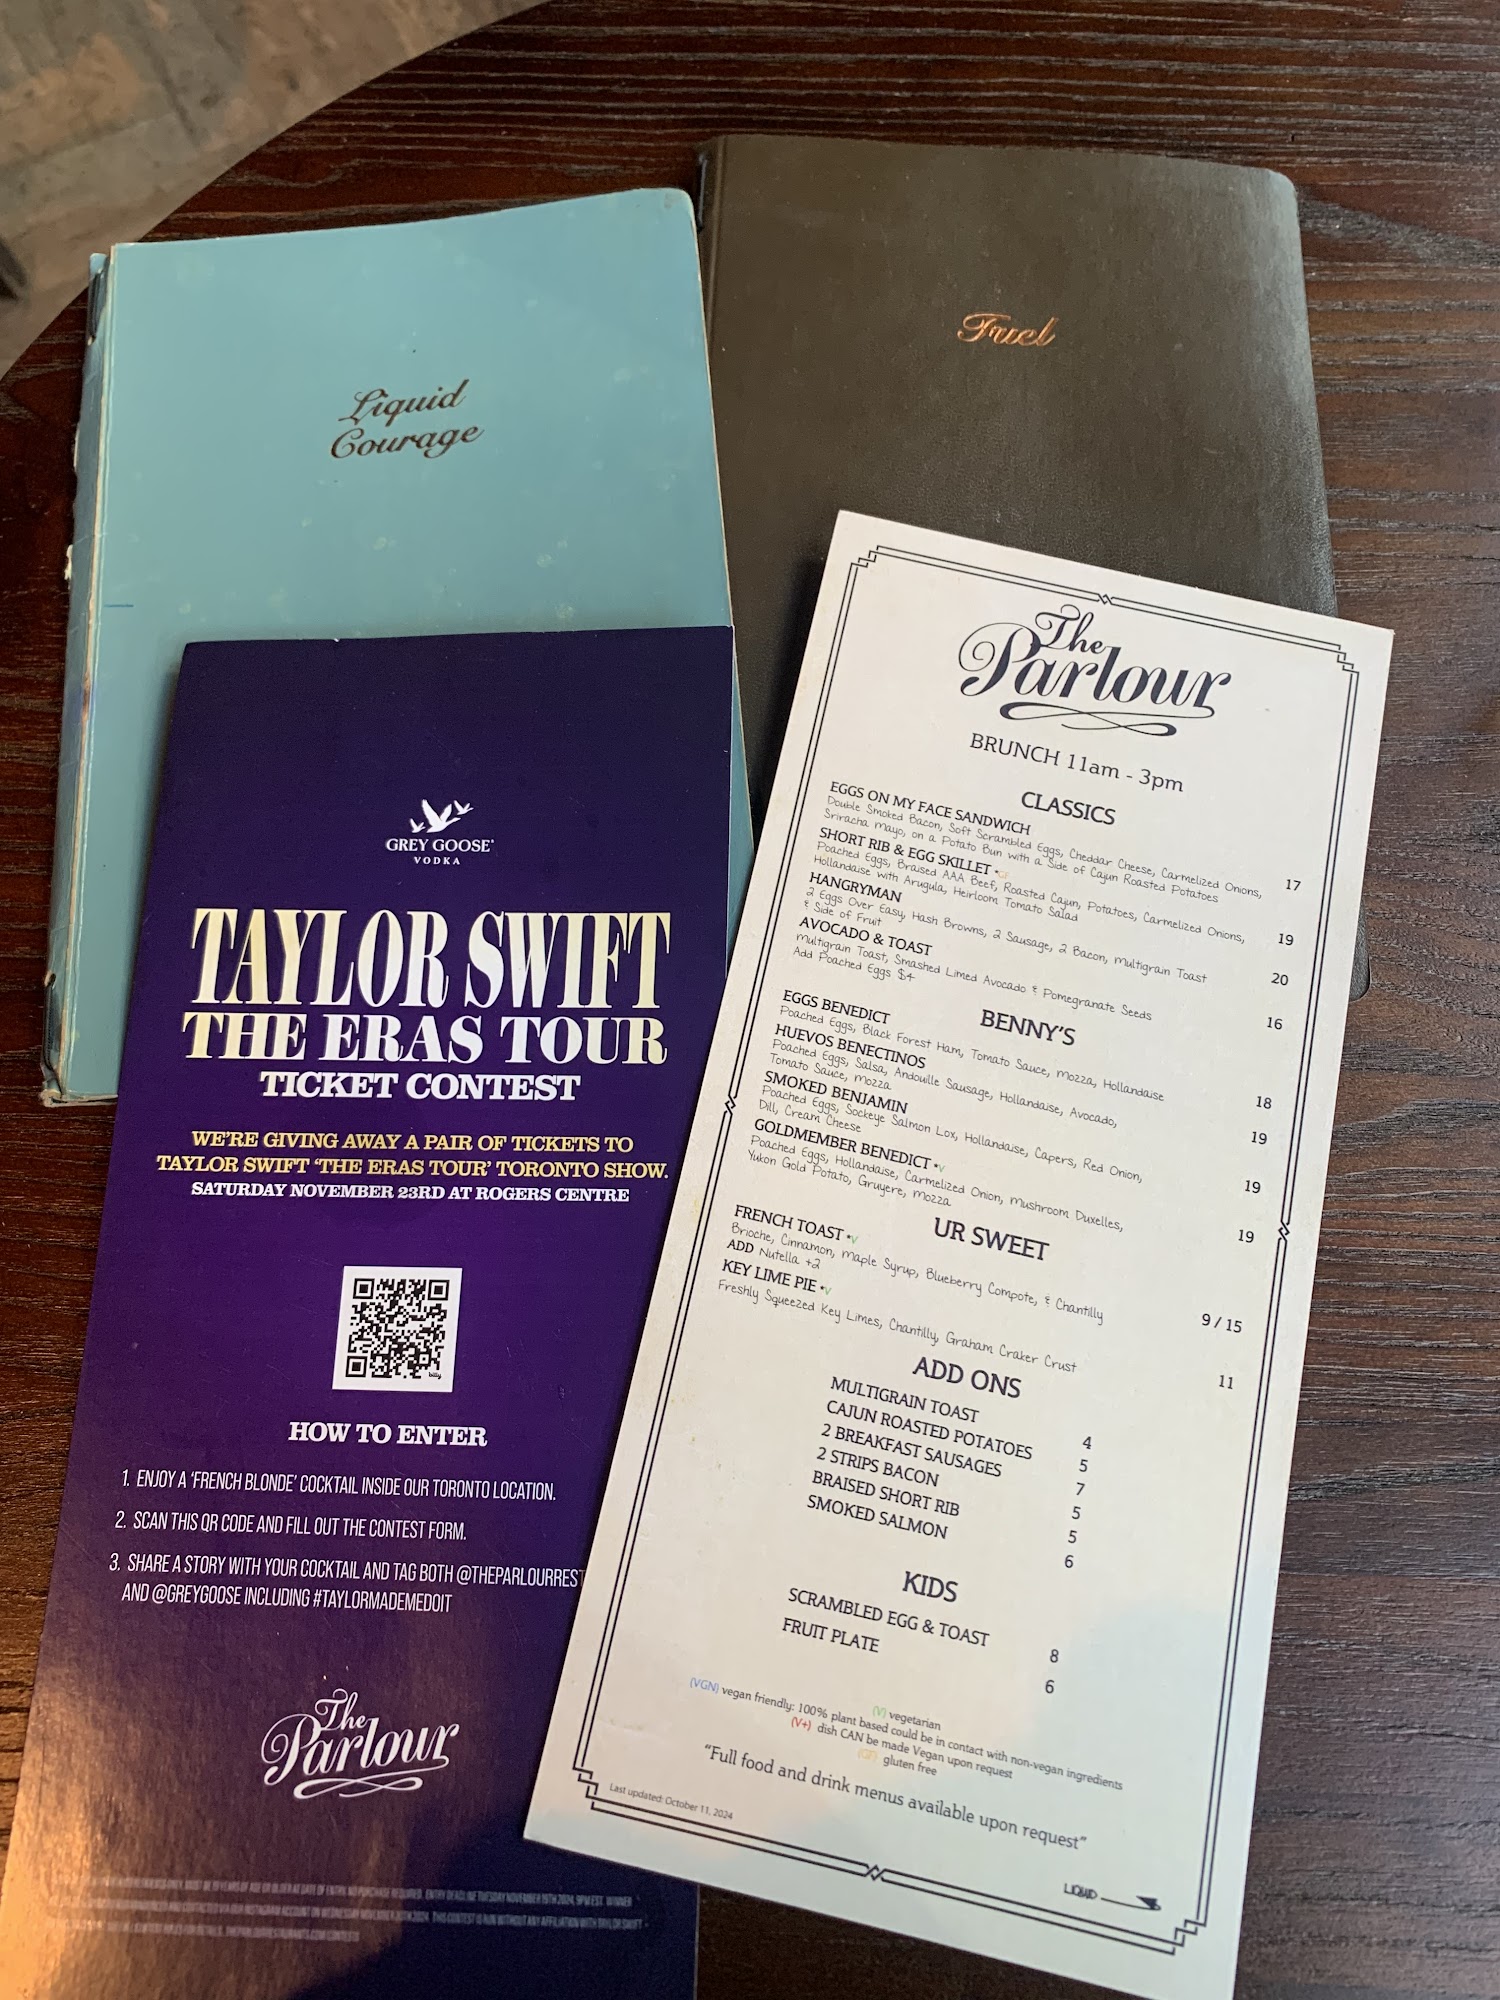 Liquid
Courage
Fuel
GREY GOOSE
VODKA
TAYLOR SWIFT
THE ERAS TOUR
TICKET CONTEST
WE'RE GIVING AWAY A PAIR OF TICKETS TO
TAYLOR SWIFT 'THE ERAS TOUR' TORONTO SHOW.
SATURDAY NOVEMBER 23RD AT ROGERS CENTRE
billy
HOW TO ENTER
1. ENJOY A 'FRENCH BLONDE' COCKTAIL INSIDE OUR TORONTO LOCATION.
2. SCAN THIS QR CODE AND FILL OUT THE CONTEST FORM.
3. SHARE A STORY WITH YOUR COCKTAIL AND TAG BOTH @THEPARLOURREST
AND @GREYGOOSE INCLUDING #TAYLORMADEMEDOIT
The
Parlour
The
Parlour
BRUNCH 11am - 3pm
CLASSICS
EGGS ON MY FACE SANDWICH
Double Smoked Bacon, Soft Scrambled Eggs, Cheddar Cheese, Carmelized Onions,
Sriracha Mayo, on a Potato Bun with a Side of Cajun Roasted Potatoes 17
SHORT RIB & EGG SKILLET •GF
Poached Eggs, Braised AAA Beef, Roasted Cajun, Potatoes, Carmelized Onions,
Hollandaise with Arugula, Heirloom Tomato Salad 19
HANGRYMAN
2 Eggs Over Easy, Hash Browns, 2 Sausage, 2 Bacon, Multigrain Toast
& Side of Fruit 20
AVOCADO & TOAST
Multigrain Toast, Smashed Limed Avocado & Pomegranate Seeds
Add Poached Eggs $4 16
BENNY'S
EGGS BENEDICT
Poached Eggs, Black Forest Ham, Tomato Sauce, Mozza, Hollandaise 18
HUEVOS BENECTINOS
Poached Eggs, Salsa, Andouille Sausage, Hollandaise, Avocado,
Tomato Sauce, Mozza 19
SMOKED BENJAMIN
Poached Eggs, Sockeye Salmon Lox, Hollandaise, Capers, Red Onion,
Dill, Cream Cheese 19
GOLDMEMBER BENEDICT •V
Poached Eggs, Hollandaise, Carmelized Onion, Mushroom Duxelles,
Yukon Gold Potato, Gruyere, Mozza 19
UR SWEET
FRENCH TOAST •V
Brioche, Cinnamon, Maple Syrup, Blueberry Compote, & Chantilly
ADD Nutella +2 9 / 15
KEY LIME PIE •V
Freshly Squeezed Key Limes, Chantilly, Graham Craker Crust 11
ADD ONS
MULTIGRAIN TOAST 4
CAJUN ROASTED POTATOES 5
2 BREAKFAST SAUSAGES 7
2 STRIPS BACON 5
BRAISED SHORT RIB 5
SMOKED SALMON 6
KIDS
SCRAMBLED EGG & TOAST 8
FRUIT PLATE 6
(V) vegetarian
(VGN) vegan friendly: 100% plant based could be in contact with non-vegan ingredients
(V+) dish CAN be made Vegan upon request
(GF) gluten free
"Full food and drink menus available upon request"
Last updated: October 11, 2024
LIQUID